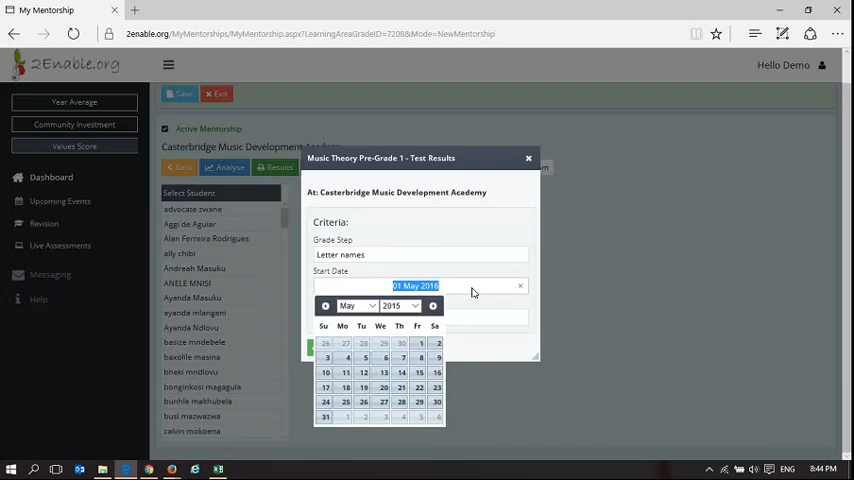 My Mentorship
2enable.org/MyMentorships/MyMentorship.aspx?LearningAreaGradeID=7208&Mode=NewMentorship
2Enable.org
Hello Demo
Year Average
Community Investment
Values Score
Dashboard
Upcoming Events
Revision
Live Assessments
Messaging
Help
Save
Exit
Active Mentorship
Casterbridge Music Development
Back
Analyse
Results
Select Student
advocate zwane
Aggi de Aguiar
Alan Ferreira Rodrigues
ally chibi
Andreah Masuku
ANELE MNISI
Ayanda Masuku
ayanda mplangu
Ayanda Ndlovu
basize mndebele
baxolile masina
bheki mndlovu
bonginkosi magagula
bunhle makhubela
busi mazwazwa
calvin mokoena
Music Theory Pre-Grade 1 - Test Results
At: Casterbridge Music Development Academy
Criteria:
Grade Step
Letter names
Start Date
01 May 2016
May 2015
Su Mo Tu We Th Fr Sa
26 27 28 29 30 1 2
3 4 5 6 7 8 9
10 11 12 13 14 15 16
17 18 19 20 21 22 23
24 25 26 27 28 29 30
31 1 2 3 4 5 6
ENG
8:44 PM